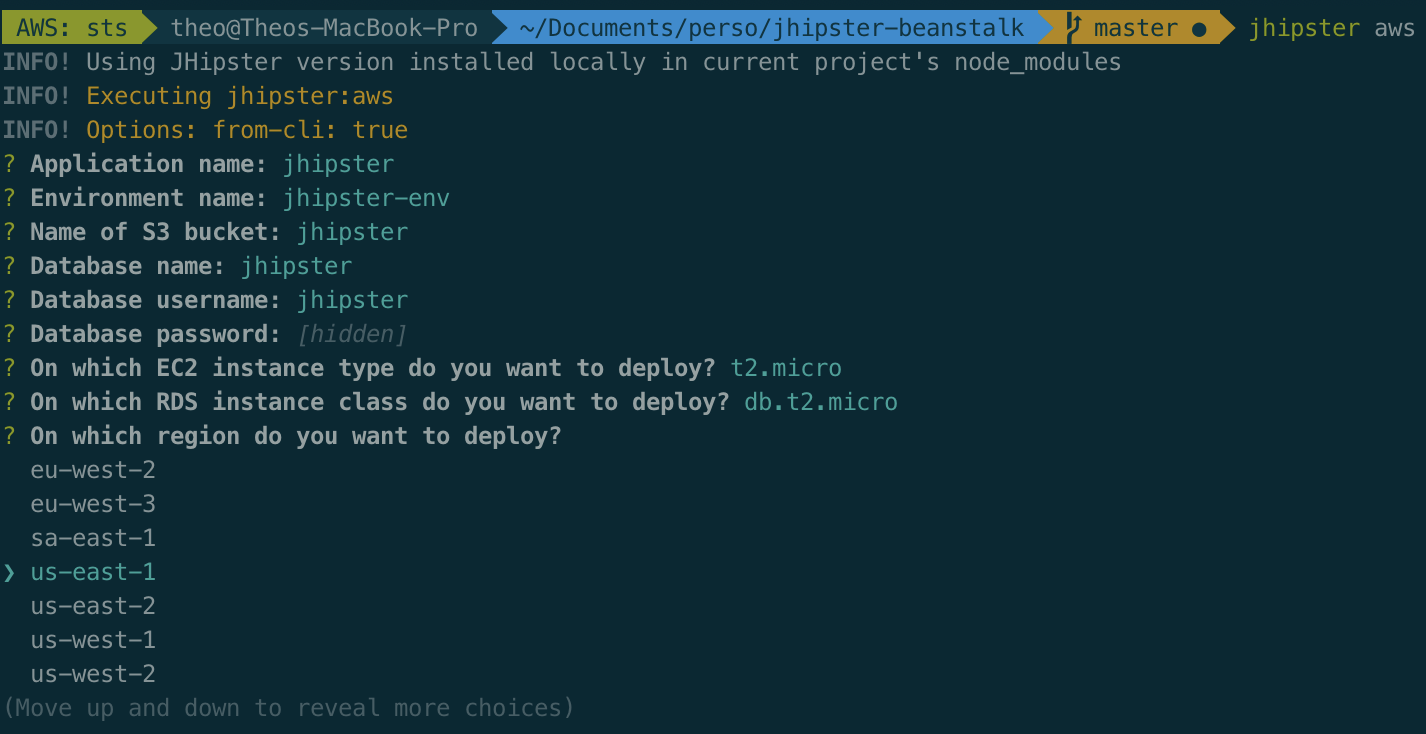 AWS: sts theo@Theos-MacBook-Pro ~/Documents/perso/jhipster-beanstalk master ● jhipster aws
INFO! Using JHipster version installed locally in current project's node_modules
INFO! Executing jhipster:aws
INFO! Options: from-cli: true
? Application name: jhipster
? Environment name: jhipster-env
? Name of S3 bucket: jhipster
? Database name: jhipster
? Database username: jhipster
? Database password: [hidden]
? On which EC2 instance type do you want to deploy? t2.micro
? On which RDS instance class do you want to deploy? db.t2.micro
? On which region do you want to deploy?
eu-west-2
eu-west-3
sa-east-1
❯ us-east-1
us-east-2
us-west-1
us-west-2
(Move up and down to reveal more choices)